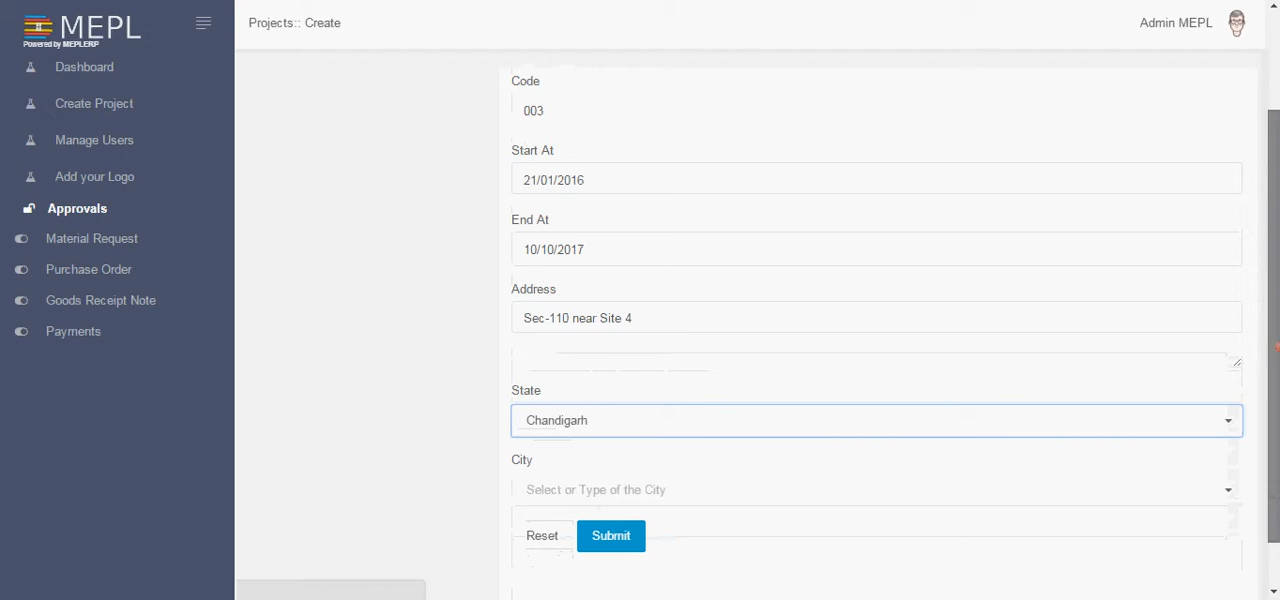 MEPL
Powered by MEPLERP
Projects:: Create
Admin MEPL
Dashboard
Create Project
Manage Users
Add your Logo
Approvals
Material Request
Purchase Order
Goods Receipt Note
Payments
Code
003
Start At
21/01/2016
End At
10/10/2017
Address
Sec-110 near Site 4
State
Chandigarh
City
Select or Type of the City
Reset
Submit